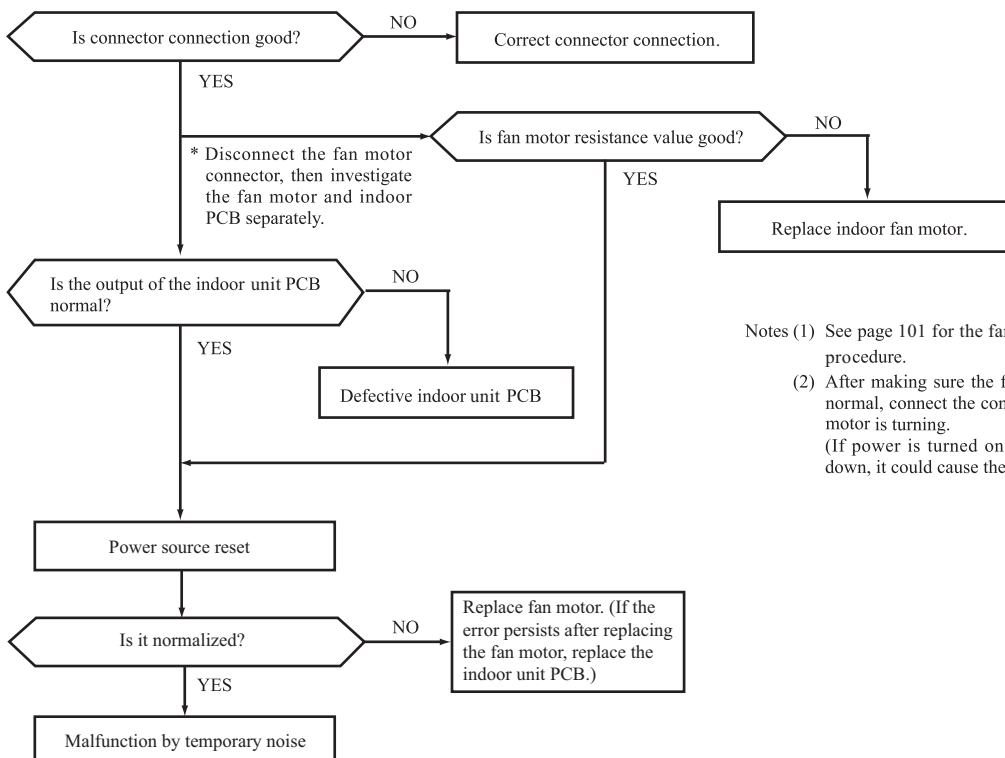 Is connector connection good?
NO
Correct connector connection.
YES
Is fan motor resistance value good?
NO
* Disconnect the fan motor
connector, then investigate
the fan motor and indoor
PCB separately.
YES
Replace indoor fan motor.
Is the output of the indoor unit PCB
normal?
NO
YES
Defective indoor unit PCB
Notes (1) See page 101 for the
procedure.
(2) After making sure the
normal, connect the
motor is turning.
(If power is turned on
down, it could cause the
Power source reset
Is it normalized?
NO
Replace fan motor. (If the
error persists after replacing
the fan motor, replace the
indoor unit PCB.)
YES
Malfunction by temporary noise